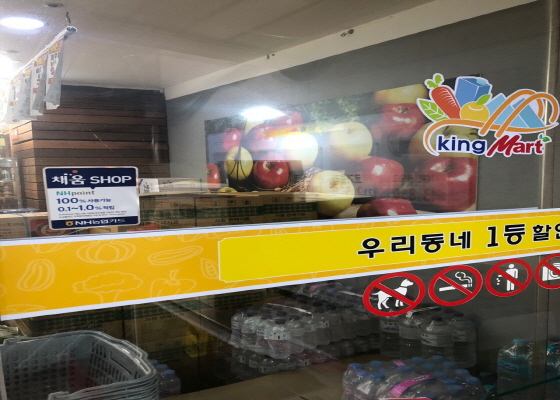 king Mart
채움 SHOP
NHpoint
100% 사용가능
0.1~1.0% 적립
NH농협카드
우리동네 1등할인